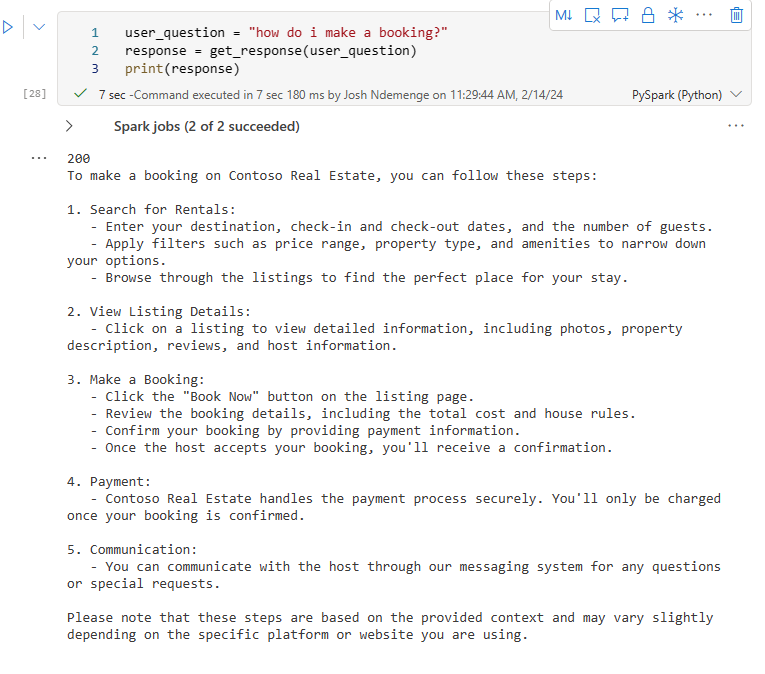 M↓
1 user_question = "how do i make a booking?"
2 response = get_response(user_question)
3 print(response)
[28] 7 sec -Command executed in 7 sec 180 ms by Josh Ndemenge on 11:29:44 AM, 2/14/24 PySpark (Python)
Spark jobs (2 of 2 succeeded)
200
To make a booking on Contoso Real Estate, you can follow these steps:
1. Search for Rentals:
- Enter your destination, check-in and check-out dates, and the number of guests.
- Apply filters such as price range, property type, and amenities to narrow down
your options.
- Browse through the listings to find the perfect place for your stay.
2. View Listing Details:
- Click on a listing to view detailed information, including photos, property
description, reviews, and host information.
3. Make a Booking:
- Click the "Book Now" button on the listing page.
- Review the booking details, including the total cost and house rules.
- Confirm your booking by providing payment information.
- Once the host accepts your booking, you'll receive a confirmation.
4. Payment:
- Contoso Real Estate handles the payment process securely. You'll only be charged
once your booking is confirmed.
5. Communication:
- You can communicate with the host through our messaging system for any questions
or special requests.
Please note that these steps are based on the provided context and may vary slightly
depending on the specific platform or website you are using.